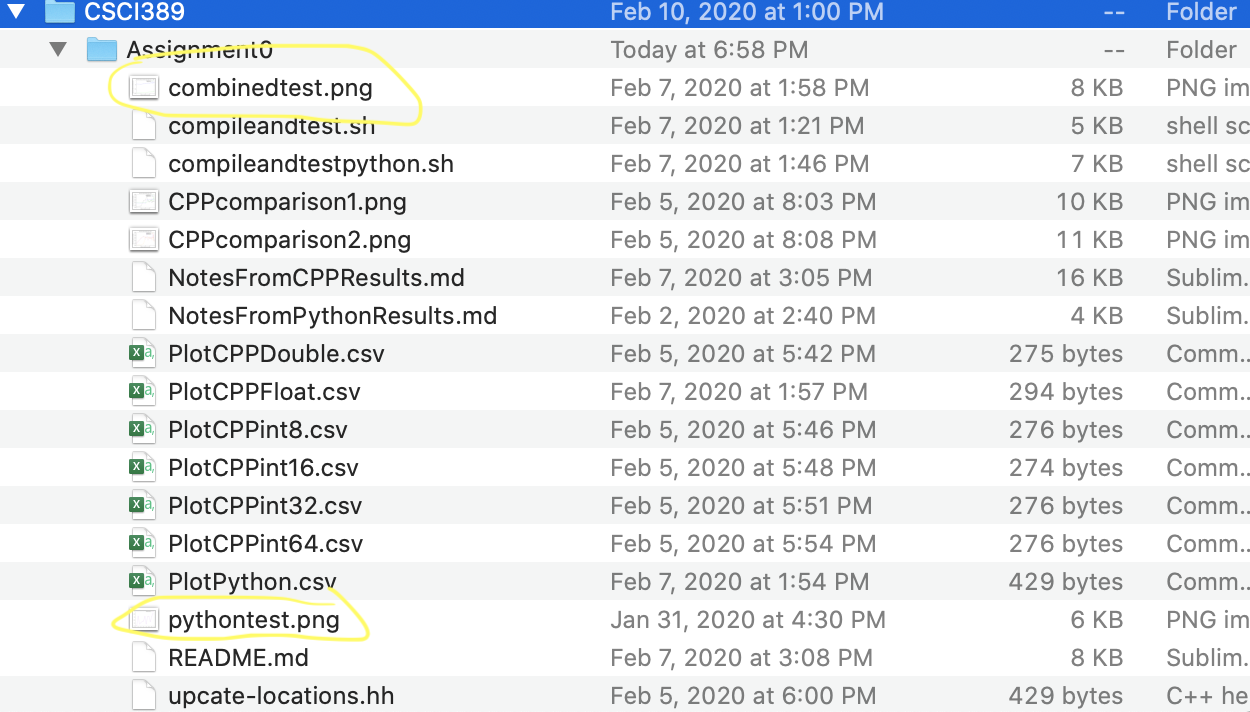 CSCI389 Feb 10, 2020 at 1:00 PM -- Folder
Assignment0 Today at 6:58 PM -- Folder
combinedtest.png Feb 7, 2020 at 1:58 PM 8 KB PNG im
compileandtest.sh Feb 7, 2020 at 1:21 PM 5 KB shell sc
compileandtestpython.sh Feb 7, 2020 at 1:46 PM 7 KB shell sc
CPPcomparison1.png Feb 5, 2020 at 8:03 PM 10 KB PNG im
CPPcomparison2.png Feb 5, 2020 at 8:08 PM 11 KB PNG im
NotesFromCPPResults.md Feb 7, 2020 at 3:05 PM 16 KB Sublim.
NotesFromPythonResults.md Feb 2, 2020 at 2:40 PM 4 KB Sublim.
PlotCPPDouble.csv Feb 5, 2020 at 5:42 PM 275 bytes Comm..
PlotCPPFloat.csv Feb 7, 2020 at 1:57 PM 294 bytes Comm..
PlotCPPint8.csv Feb 5, 2020 at 5:46 PM 276 bytes Comm..
PlotCPPint16.csv Feb 5, 2020 at 5:48 PM 274 bytes Comm..
PlotCPPint32.csv Feb 5, 2020 at 5:51 PM 276 bytes Comm..
PlotCPPint64.csv Feb 5, 2020 at 5:54 PM 276 bytes Comm..
PlotPython.csv Feb 7, 2020 at 1:54 PM 429 bytes Comm..
pythontest.png Jan 31, 2020 at 4:30 PM 6 KB PNG im
README.md Feb 7, 2020 at 3:08 PM 8 KB Sublim.
upcate-locations.hh Feb 5, 2020 at 6:00 PM 429 bytes C++ he